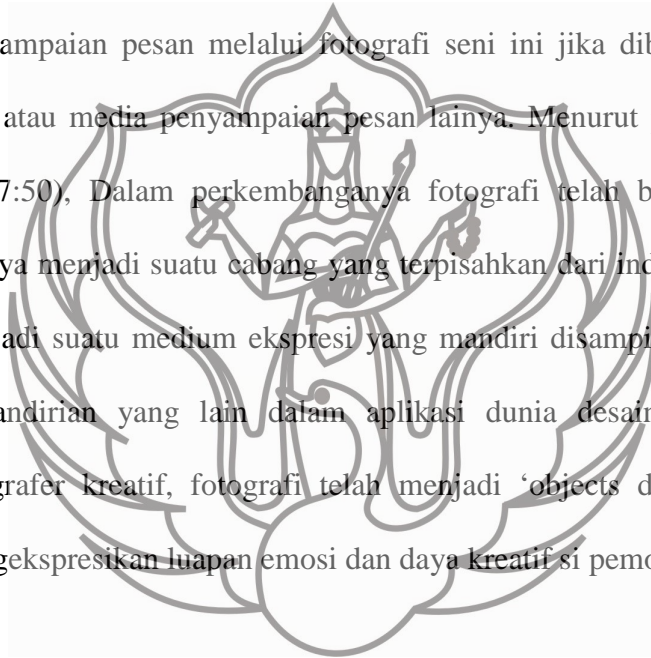 ampaian pesan melalui fotografi seni ini jika dib
atau media penyampaian pesan lainya. Menurut
7:50), Dalam perkembanganya fotografi telah b
ya menjadi suatu cabang yang terpisahkan dari ind
adi suatu medium ekspresi yang mandiri disampi
andirian yang lain dalam aplikasi dunia desain
grafer kreatif, fotografi telah menjadi ‘objects d
gekspresikan luapan emosi dan daya kreatif si pemo